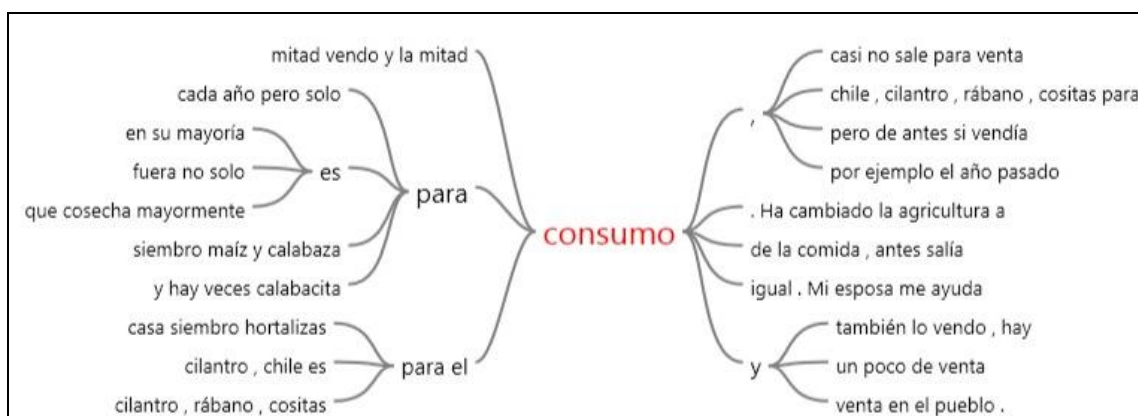 mitad vendo y la mitad
cada año pero solo
en su mayoría
fuera no solo
que cosecha mayormente
es
siembro maíz y calabaza
y hay veces calabacita
para
casa siembro hortalizas
cilantro , chile es
cilantro , rábano , cositas
para el
consumo
,
casi no sale para venta
chile , cilantro , rábano , cositas para
pero de antes si vendía
por ejemplo el año pasado
. Ha cambiado la agricultura a
de la comida , antes salía
igual . Mi esposa me ayuda
y
también lo vendo , hay
un poco de venta
venta en el pueblo .